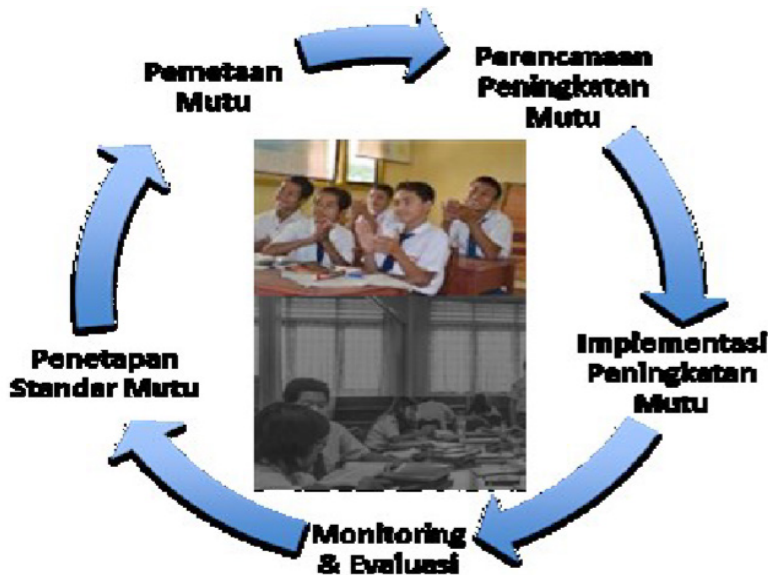 Pemetaan
Mutu
Perencanaan
Peningkatan
Mutu
Implementasi
Peningkatan
Mutu
Monitoring
& Evaluasi
Penetapan
Standar Mutu